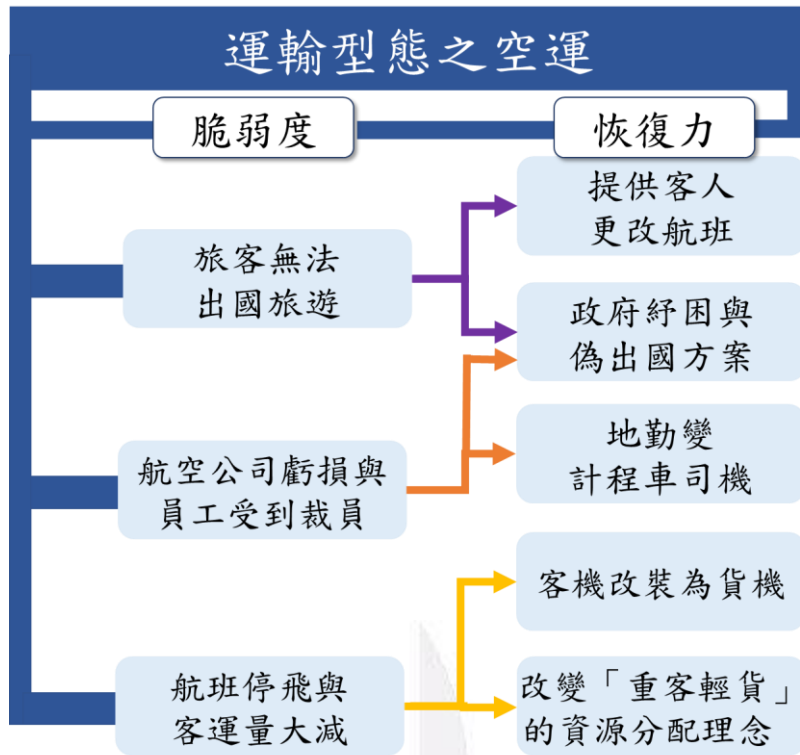 運輸型態之空運
脆弱度
恢復力
旅客無法
出國旅遊
提供客人
更改航班
政府紓困與
偽出國方案
航空公司虧損與
員工受到裁員
地勤變
計程車司機
航班停飛與
客運量大減
客機改裝為貨機
改變「重客輕貨」
的資源分配理念